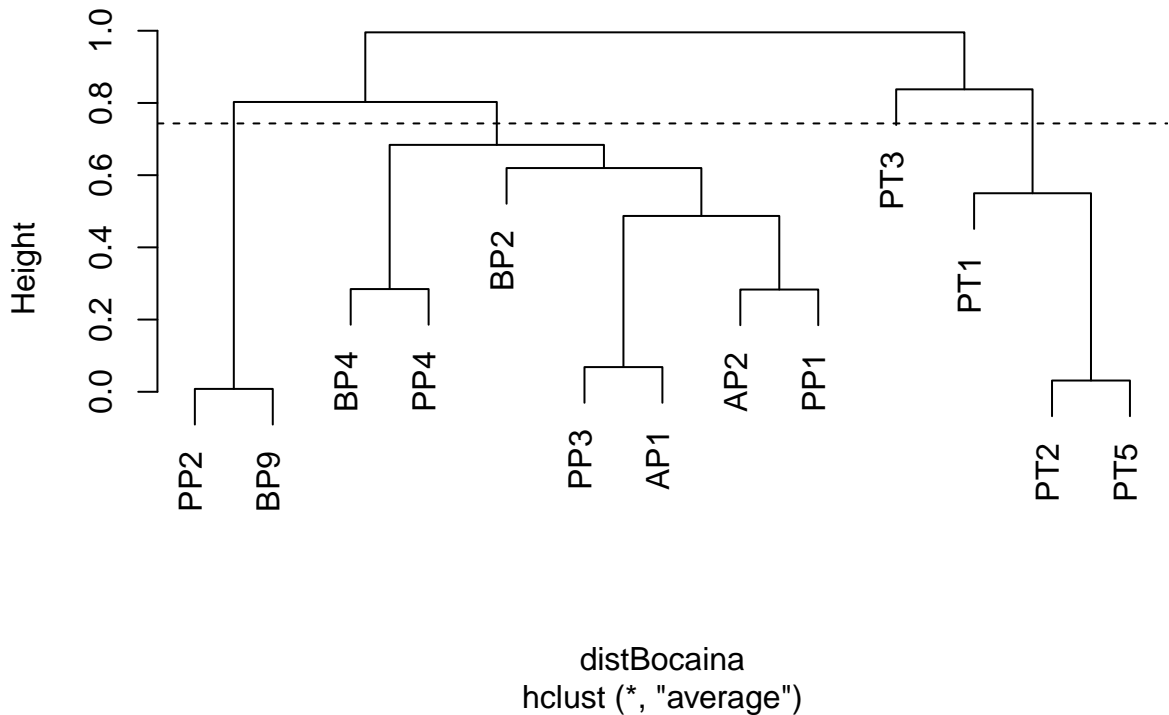 Height
1.0
0.8
0.6
0.4
0.2
0.0
PP2
BP9
BP4
PP4
BP2
PP3
AP1
AP2
PP1
PT3
PT1
PT2
PT5
distBocaina
hclust (*, "average")